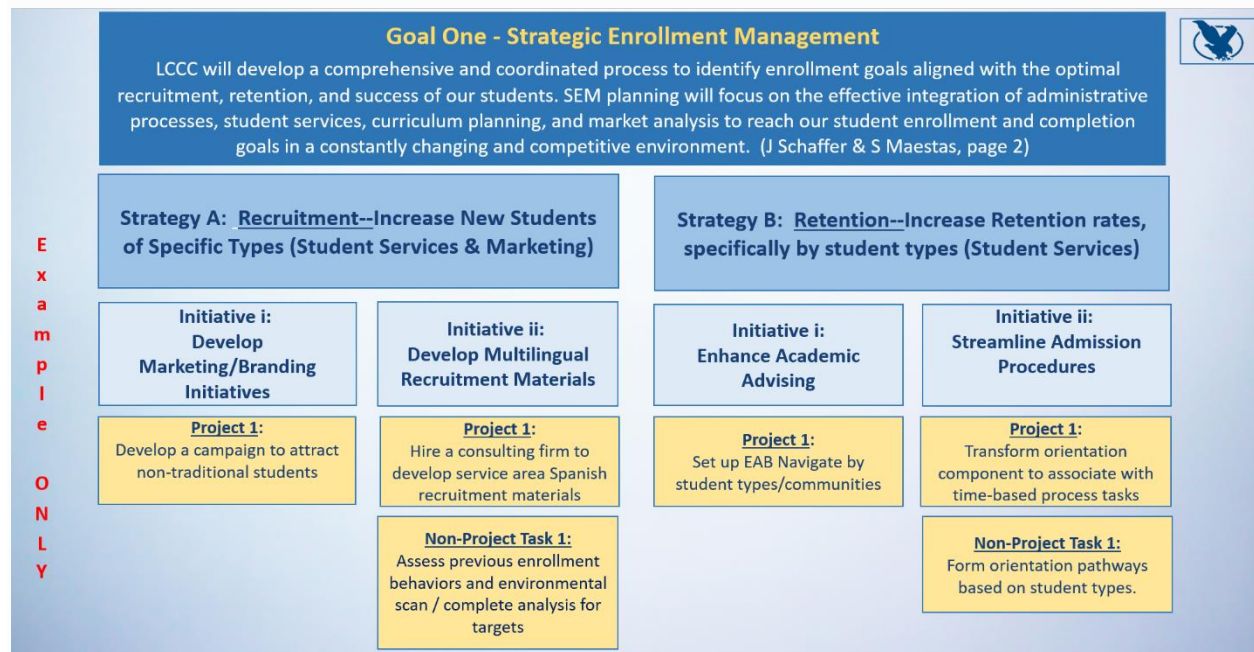 Goal One - Strategic Enrollment Management
LCCC will develop a comprehensive and coordinated process to identify enrollment goals aligned with the optimal
recruitment, retention, and success of our students. SEM planning will focus on the effective integration of administrative
processes, student services, curriculum planning, and market analysis to reach our student enrollment and completion
goals in a constantly changing and competitive environment. (J Schaffer & S Maestas, page 2)
Example ONLY
Strategy A: Recruitment--Increase New Students
of Specific Types (Student Services & Marketing)
Initiative i:
Develop
Marketing/Branding
Initiatives
Project 1:
Develop a campaign to attract
non-traditional students
Initiative ii:
Develop Multilingual
Recruitment Materials
Project 1:
Hire a consulting firm to
develop service area Spanish
recruitment materials
Non-Project Task 1:
Assess previous enrollment
behaviors and environmental
scan / complete analysis for
targets
Strategy B: Retention--Increase Retention rates,
specifically by student types (Student Services)
Initiative i:
Enhance Academic
Advising
Project 1:
Set up EAB Navigate by
student types/communities
Initiative ii:
Streamline Admission
Procedures
Project 1:
Transform orientation
component to associate with
time-based process tasks
Non-Project Task 1:
Form orientation pathways
based on student types.